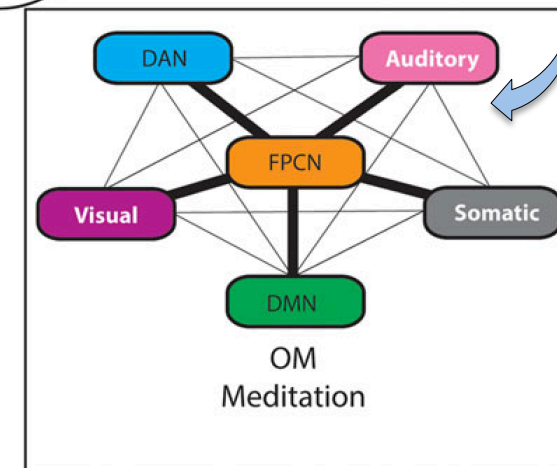 DAN
Auditory
FPCN
Visual
Somatic
DMN
OM
Meditation